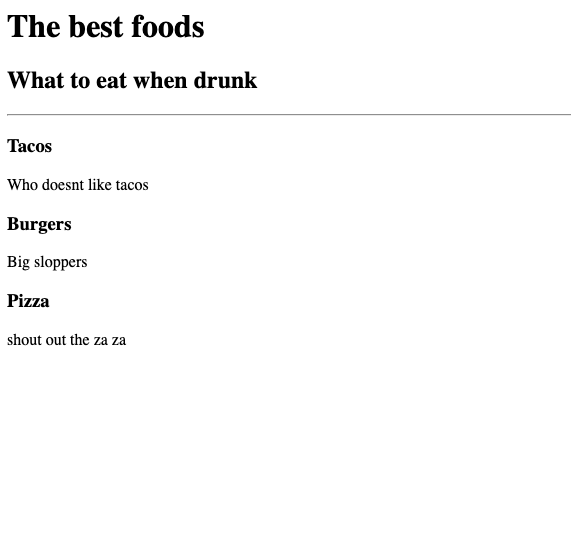 The best foods
What to eat when drunk
Tacos
Who doesnt like tacos
Burgers
Big sloppers
Pizza
shout out the za za